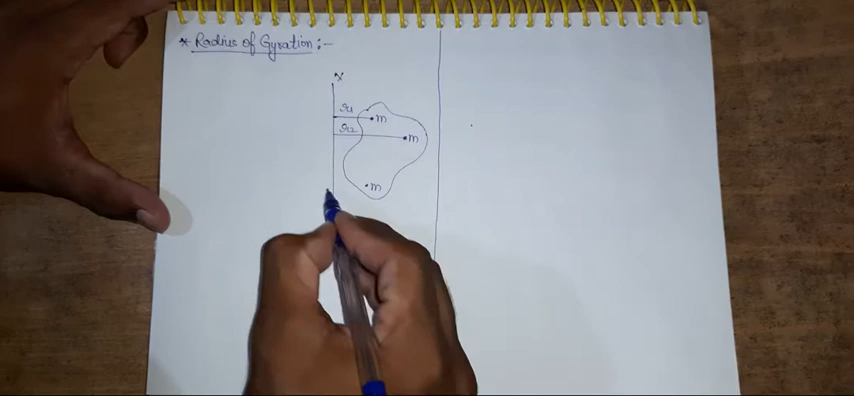 * Radius of Gyration :-
X
r1 m
r2 m
m